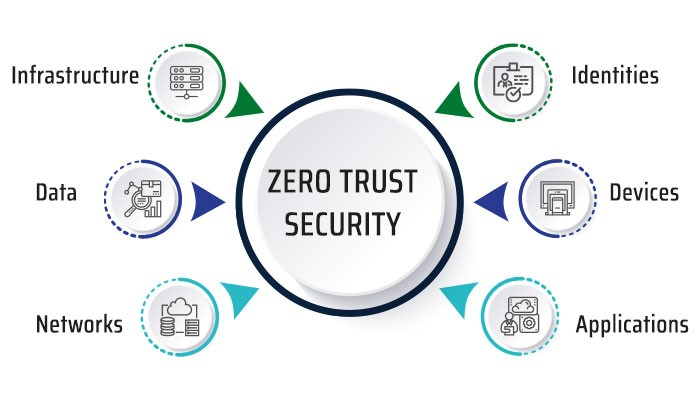 Infrastructure
Identities
ZERO TRUST
SECURITY
Data
Devices
Networks
Applications